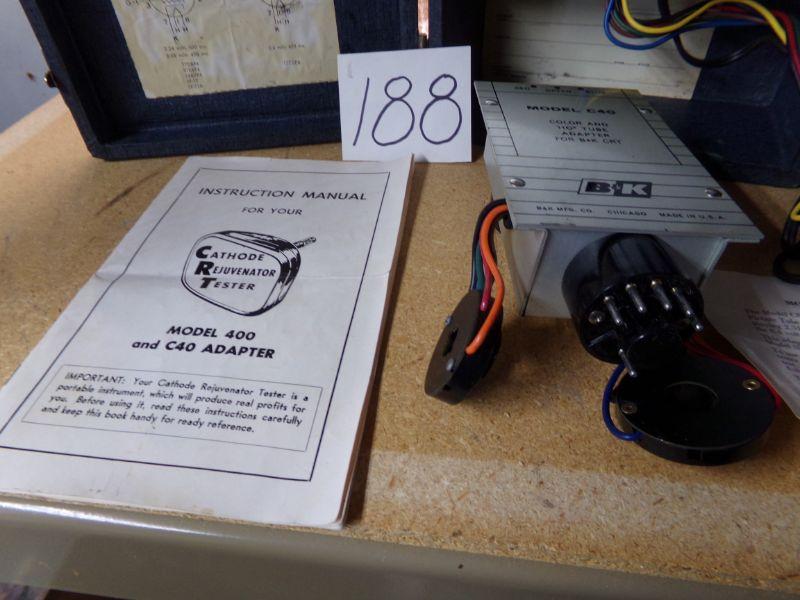 188
INSTRUCTION MANUAL
FOR YOUR
CATHODE
REJUVENATOR
TESTER
MODEL 400
and C40 ADAPTER
IMPORTANT: Your Cathode Rejuvenator Tester is a
portable instrument, which will produce real profits for
you. Before using it, read these instructions carefully
and keep this book handy for ready reference.
MODEL C40
COLOR AND
110° TUBE
ADAPTER
FOR B&K CRT
B&K
B&K MFG. CO. CHICAGO MADE IN U.S.A.